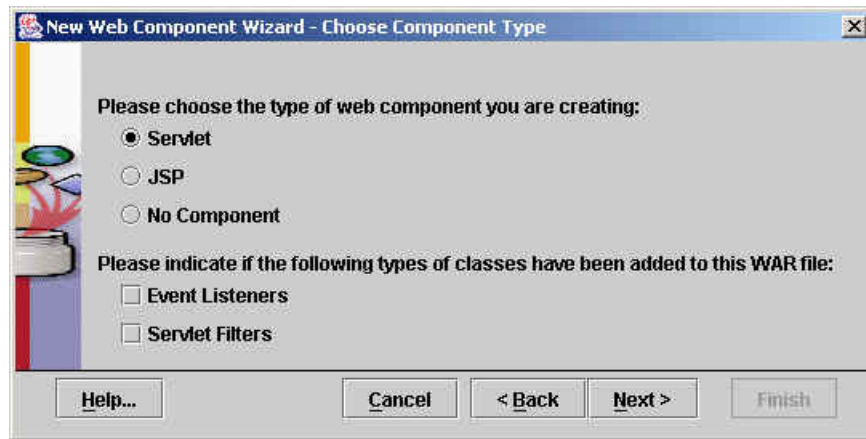 New Web Component Wizard - Choose Component Type
Please choose the type of web component you are creating:
Servlet
JSP
No Component
Please indicate if the following types of classes have been added to this WAR file:
Event Listeners
Servlet Filters
Help... Cancel < Back Next > Finish